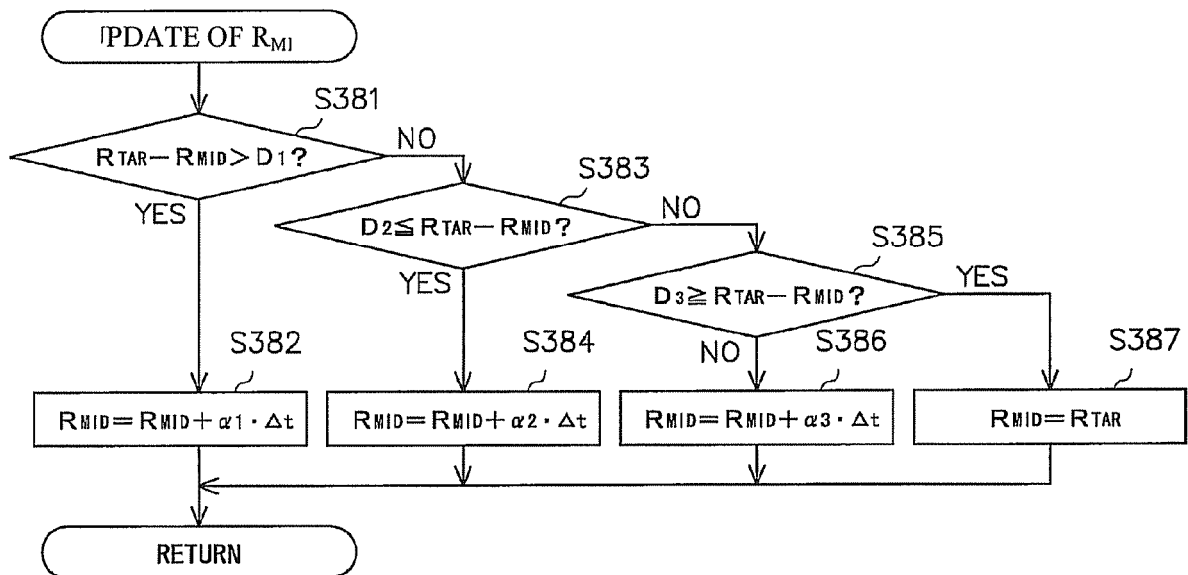 PDATE OF RMI
S381
RTAR−RMID>D1?
NO
YES
S383
D2≦RTAR−RMID?
NO
YES
S385
D3≧RTAR−RMID?
YES
NO
S382
RMID=RMID+α1·Δt
S384
RMID=RMID+α2·Δt
S386
RMID=RMID+α3·Δt
S387
RMID=RTAR
RETURN